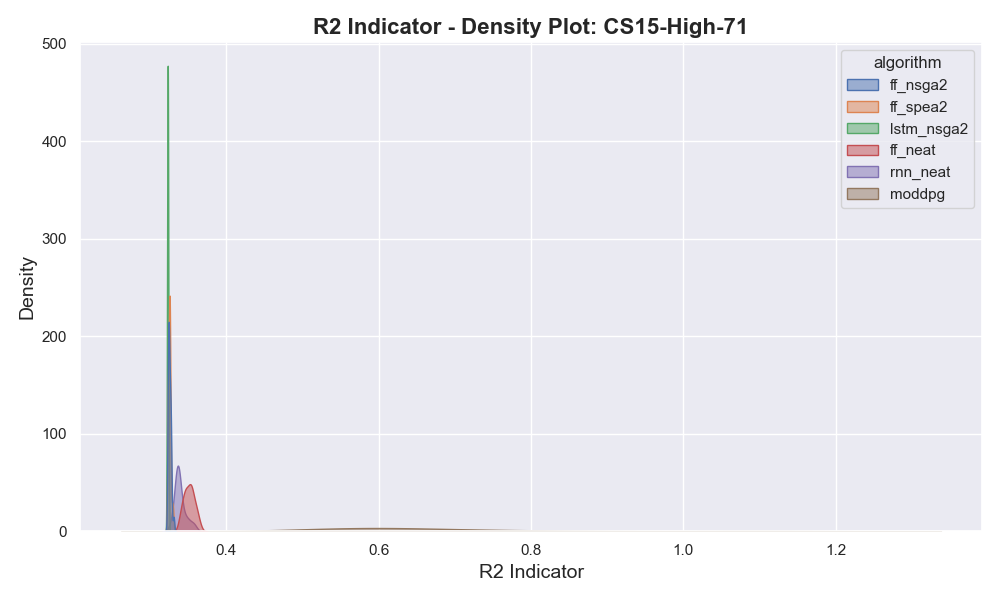 R2 Indicator - Density Plot: CS15-High-71
500
400
300
200
100
0
Density
0.4
0.6
0.8
1.0
1.2
R2 Indicator
algorithm
ff_nsga2
ff_spea2
lstm_nsga2
ff_neat
rnn_neat
moddpg